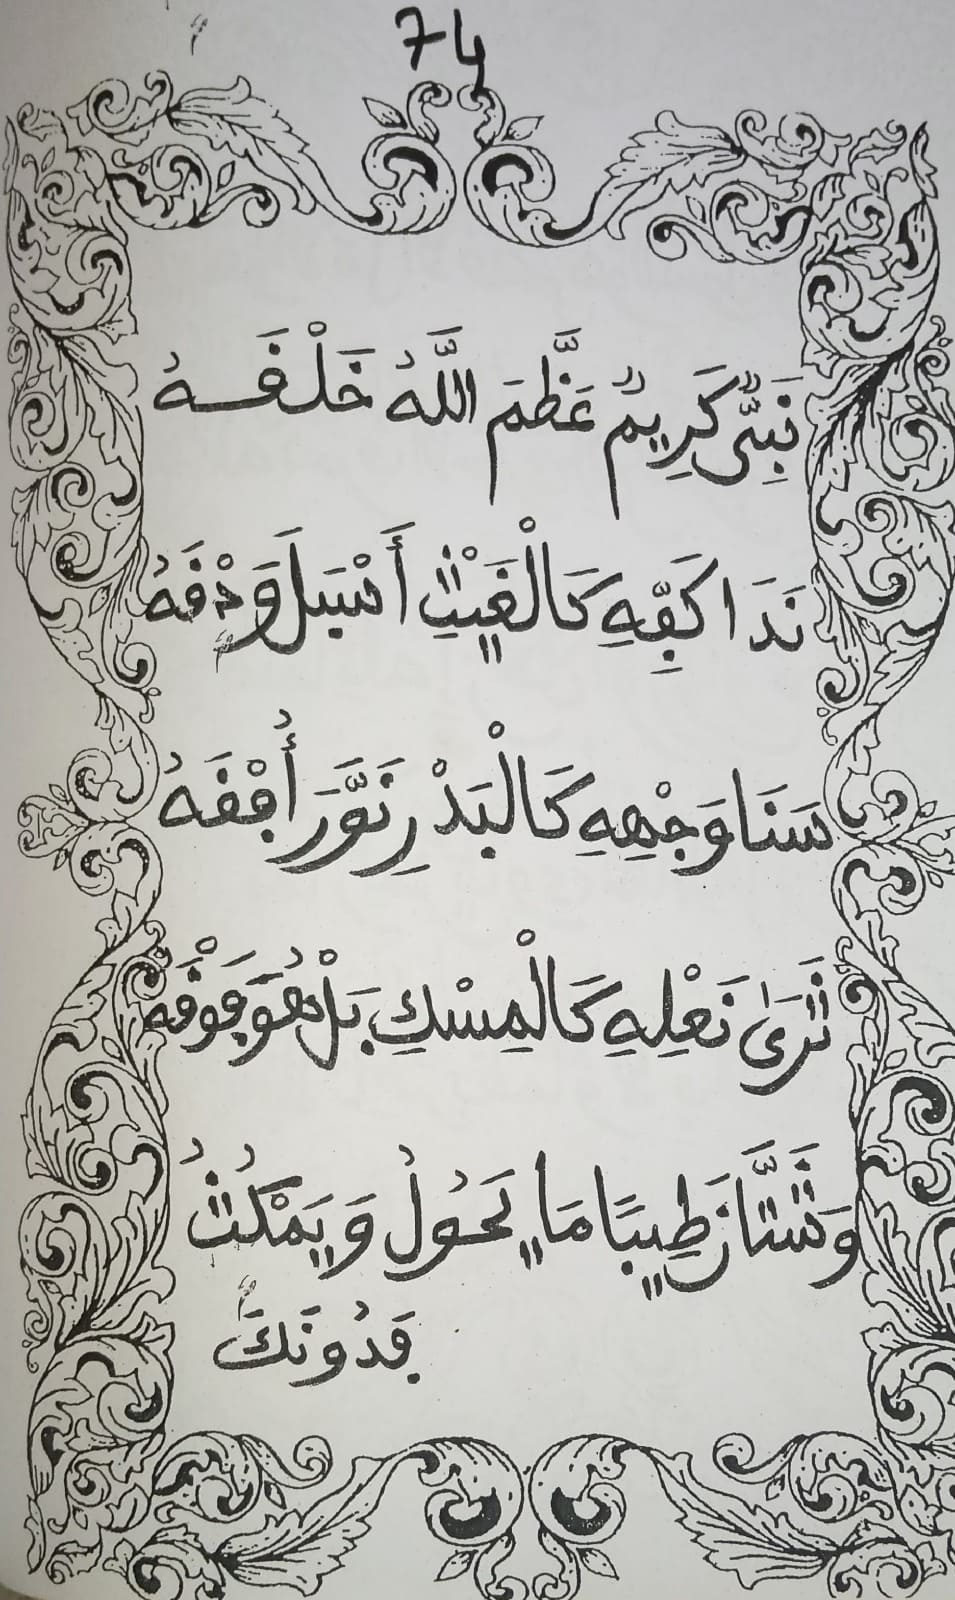 74
نَبِيٌّ كَرِيمٌ عَظَّمَ اللَّهُ خَلْقَهُ
نَدَا كَفِّهِ كَالْغَيْثِ أَسْبَلَ وَدْقَهُ
سَنَا وَجْهِهِ كَالْبَدْرِ نَوَّرَ أُفْقَهُ
ثَرَىٰ نَعْلِهِ كَالْمِسْكِ بَلْ هُوَ فَوْقَهُ
وَشَتَّانَ طِيبًا مَا يَحُولُ وَيَمْكُثُ
فَدُونَكَ